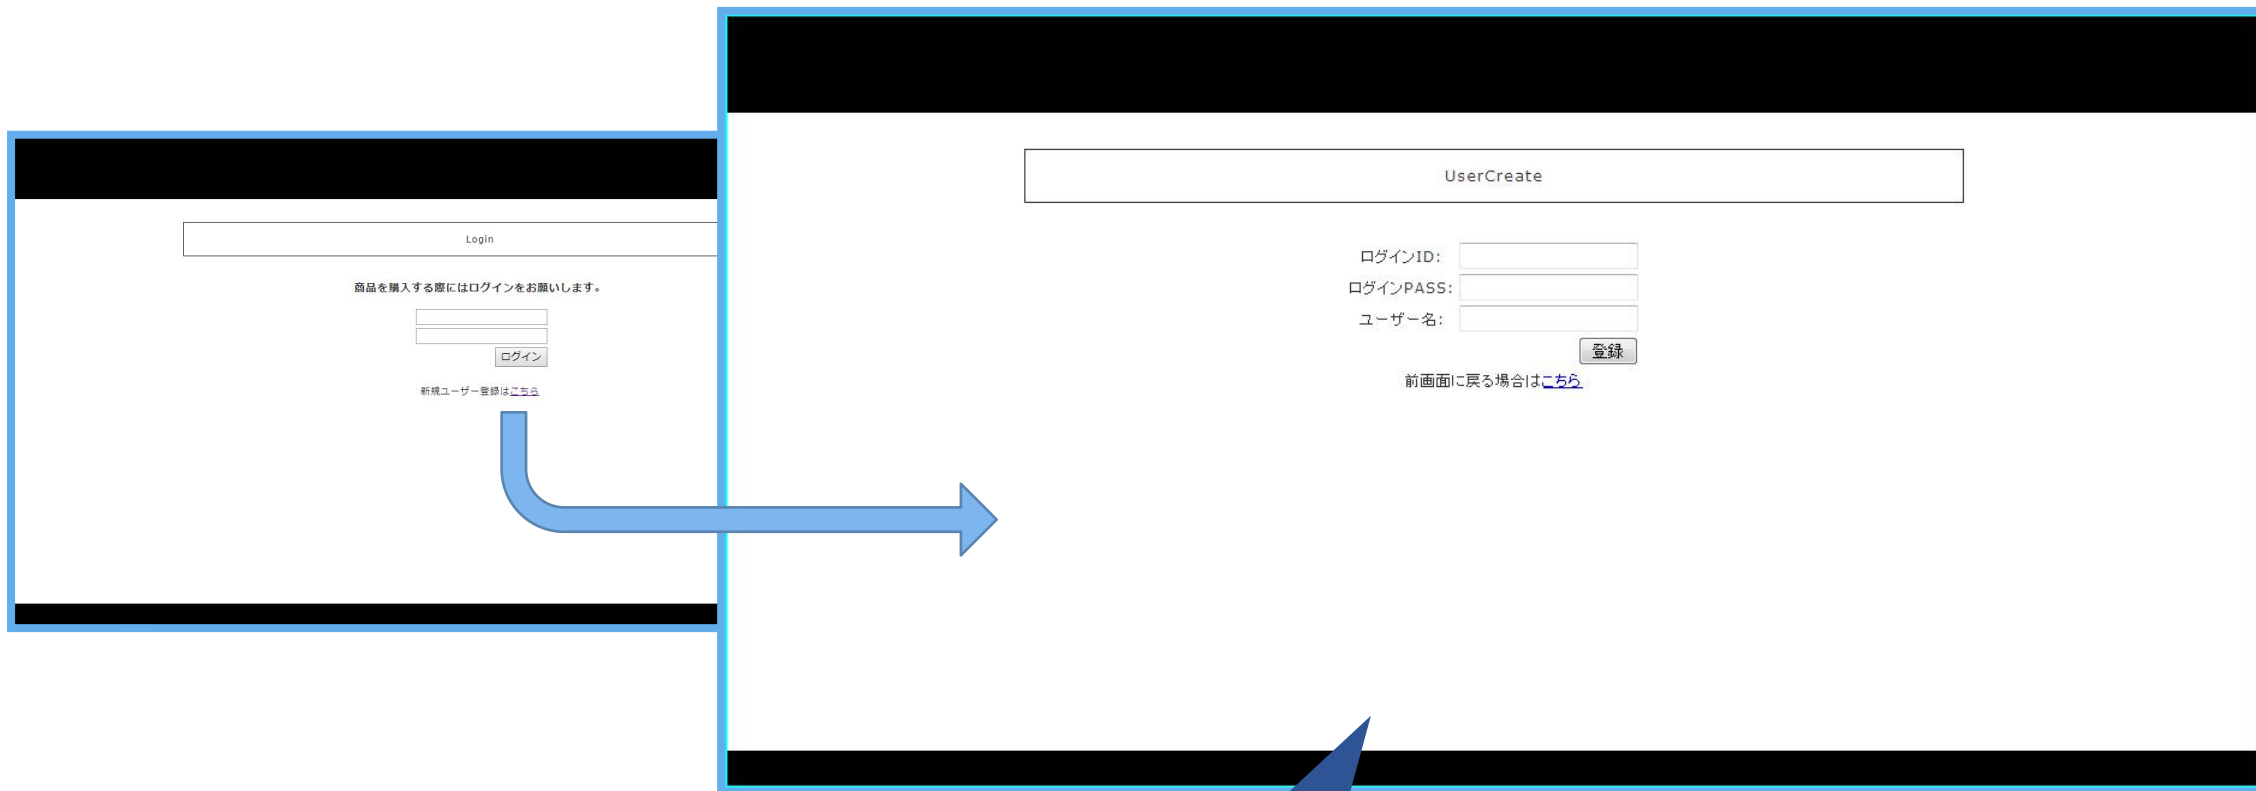 Login
商品を購入する際にはログインをお願いします。
ログイン
新規ユーザー登録はこちら
UserCreate
ログインID:
ログインPASS:
ユーザー名:
登録
前画面に戻る場合はこちら